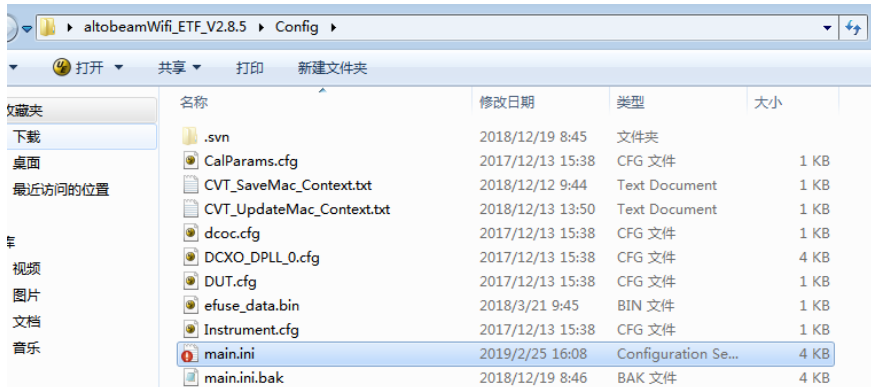 altobeamWifi_ETF_V2.8.5 Config
打开 共享 打印 新建文件夹
收藏夹 名称 修改日期 类型 大小
下载 .svn 2018/12/19 8:45 文件夹
桌面 CalParams.cfg 2017/12/13 15:38 CFG 文件 1 KB
最近访问的位置 CVT_SaveMac_Context.txt 2018/12/12 9:44 Text Document 1 KB
CVT_UpdateMac_Context.txt 2018/12/13 13:50 Text Document 1 KB
库 dcoc.cfg 2017/12/13 15:38 CFG 文件 1 KB
视频 DCXO_DPLL_0.cfg 2017/12/13 15:38 CFG 文件 4 KB
图片 DUT.cfg 2017/12/13 15:38 CFG 文件 1 KB
文档 efuse_data.bin 2018/3/21 9:45 BIN 文件 1 KB
Instrument.cfg 2017/12/13 15:38 CFG 文件 1 KB
音乐 main.ini 2019/2/25 16:08 Configuration Se... 4 KB
main.ini.bak 2018/12/19 8:46 BAK 文件 4 KB